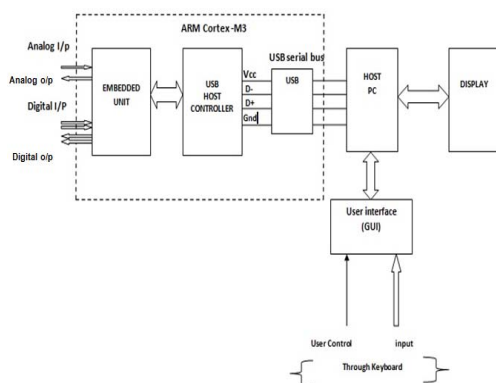 ARM Cortex-M3
Analog I/p
Analog o/p
Digital I/P
Digital o/p
EMBEDDED
UNIT
USB
HOST
CONTROLLER
Vcc
D-
D+
Gnd
USB serial bus
USB
HOST
PC
DISPLAY
User interface
(GUI)
User Control
input
Through Keyboard